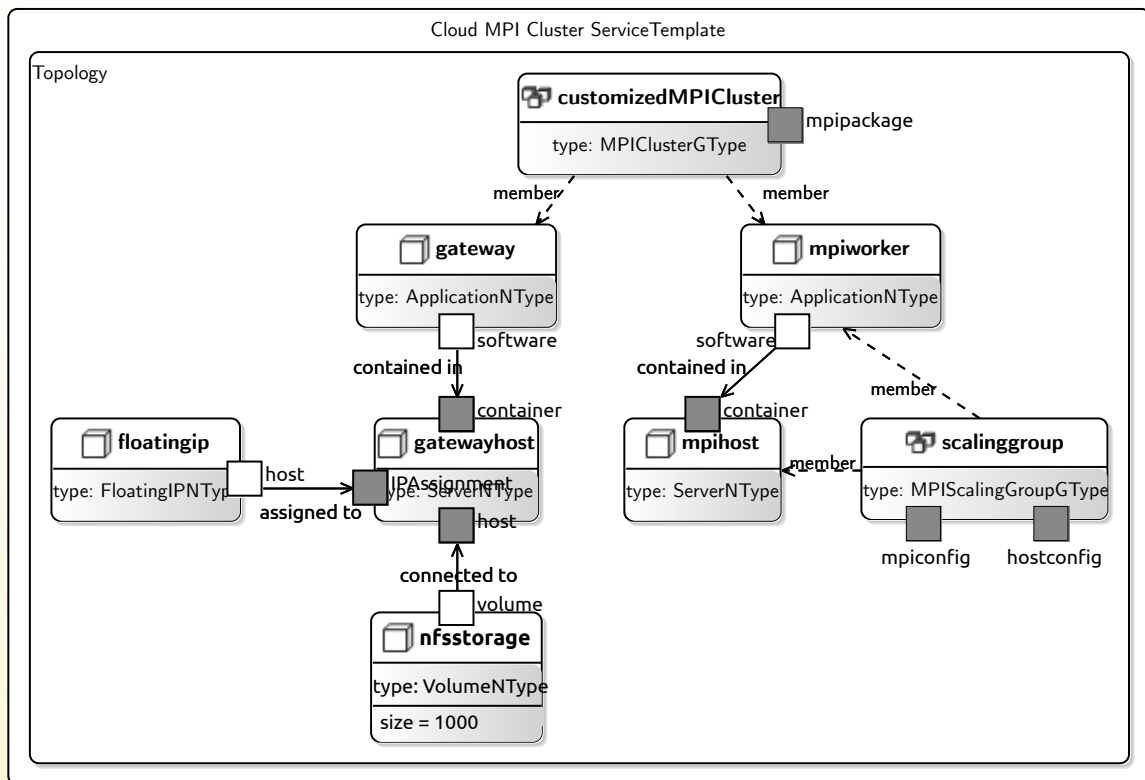 Cloud MPI Cluster ServiceTemplate
Topology
customizedMPICluster
type: MPIClusterGType
mpipackage
member
member
gateway
type: ApplicationNType
software
mpiworker
type: ApplicationNType
software
contained in
contained in
member
container
container
floatingip
type: FloatingIPNTyp
host
assigned to
gatewayhost
IPAssignment
type: ServerNType
host
mpihost
type: ServerNType
member
scalinggroup
type: MPIScalingGroupGType
mpiconfig
hostconfig
connected to
volume
nfsstorage
type: VolumeNType
size = 1000